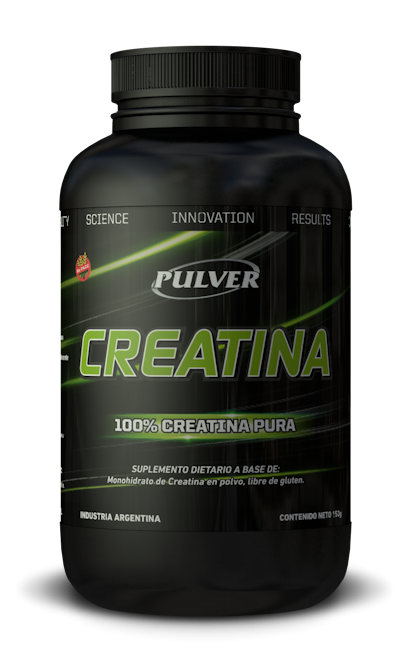 SCIENCE INNOVATION RESULTS
PULVER
CREATINA
100% CREATINA PURA
SUPLEMENTO DIETARIO A BASE DE:
Monohidrato de Creatina en polvo, libre de gluten.
INDUSTRIA ARGENTINA
CONTENIDO NETO